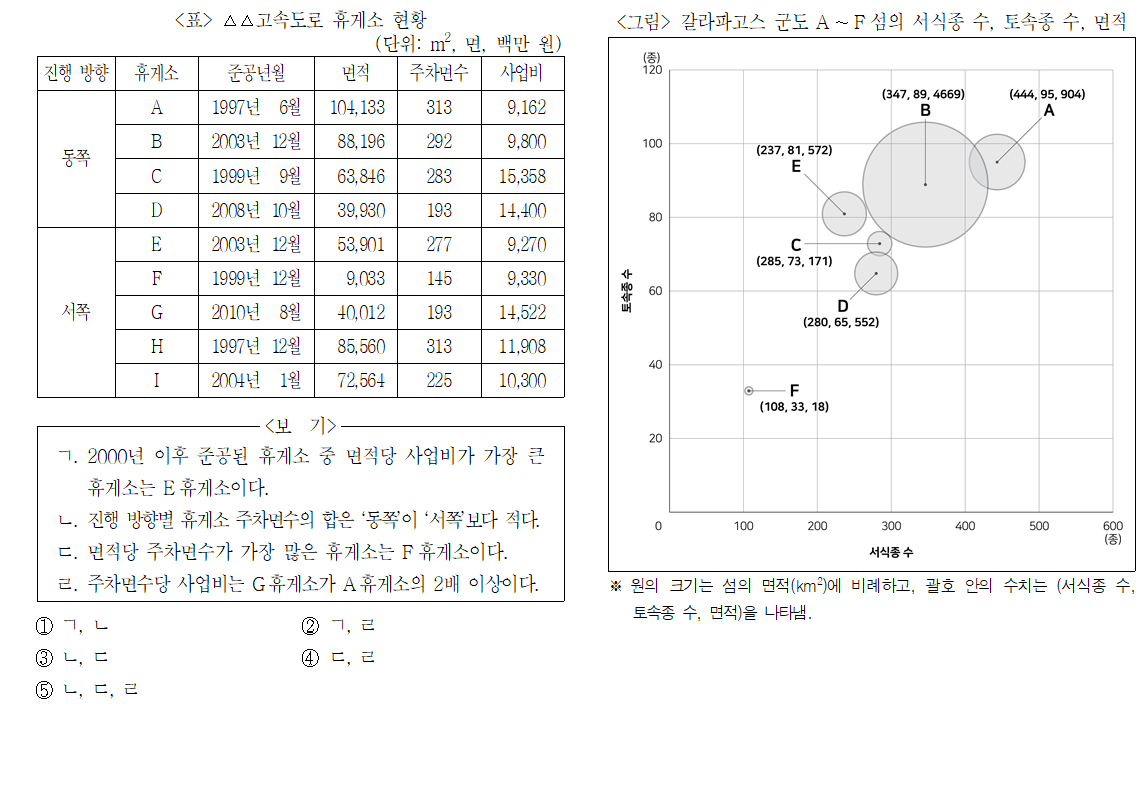 <표> △△고속도로 휴게소 현황
(단위: m², 면, 백만 원)
진행 방향 휴게소 준공년월 면적 주차면수 사업비
동쪽
A 1997년 6월 104,133 313 9,162
B 2003년 12월 88,196 292 9,800
C 1999년 9월 63,846 283 15,358
D 2008년 10월 39,930 193 14,400
서쪽
E 2003년 12월 53,901 277 9,270
F 1999년 12월 9,033 145 9,330
G 2010년 8월 40,012 193 14,522
H 1997년 12월 85,560 313 11,908
I 2004년 1월 72,564 225 10,300
<보 기>
ㄱ. 2000년 이후 준공된 휴게소 중 면적당 사업비가 가장 큰
휴게소는 E휴게소이다.
ㄴ. 진행 방향별 휴게소 주차면수의 합은 ‘동쪽’이 ‘서쪽’보다 적다.
ㄷ. 면적당 주차면수가 가장 많은 휴게소는 F휴게소이다.
ㄹ. 주차면수당 사업비는 G휴게소가 A휴게소의 2배 이상이다.
① ㄱ, ㄴ
② ㄱ, ㄹ
③ ㄴ, ㄷ
④ ㄷ, ㄹ
⑤ ㄴ, ㄷ, ㄹ
<그림> 갈라파고스 군도 A ~ F섬의 서식종 수, 토속종 수, 면적
(종)
120
100
80
60
40
20
0
100
200
300
400
500
600
(종)
토속종 수
서식종 수
(347, 89, 4669)
B
(444, 95, 904)
A
(237, 81, 572)
E
C
(285, 73, 171)
D
(280, 65, 552)
F
(108, 33, 18)
※ 원의 크기는 섬의 면적(km²)에 비례하고, 괄호 안의 수치는 (서식종 수,
토속종 수, 면적)을 나타냄.